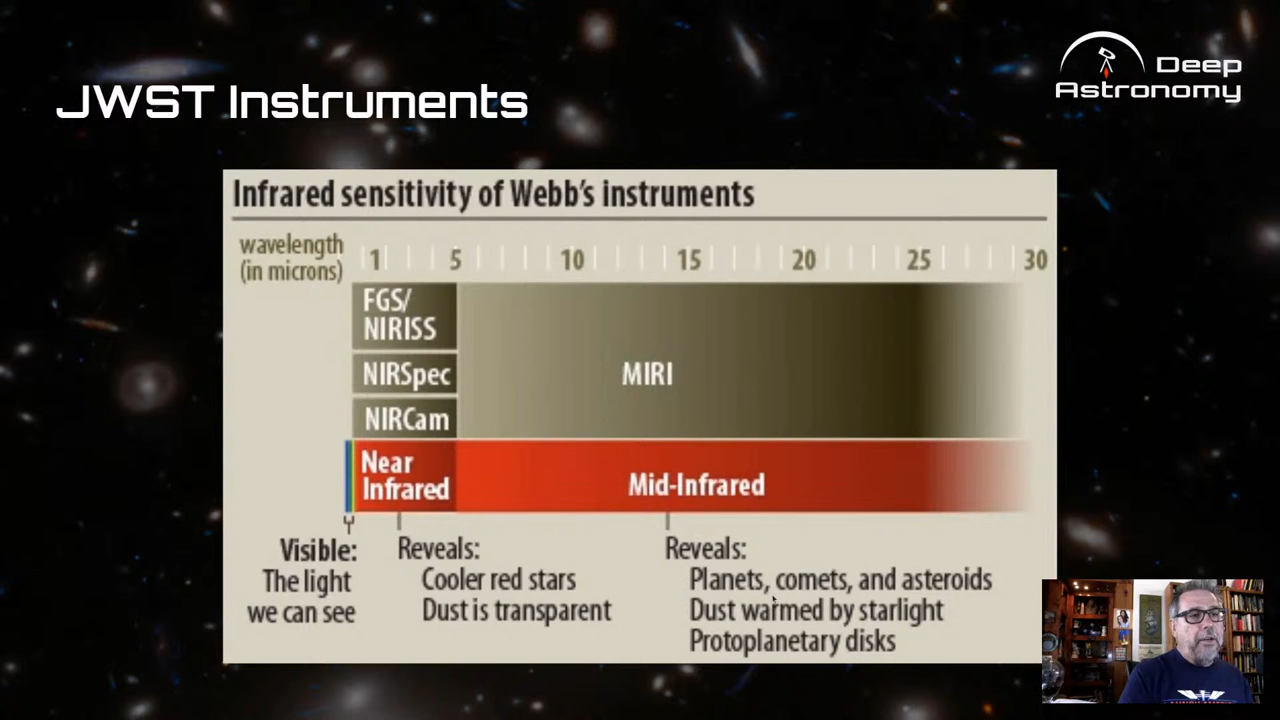 JWST Instruments
Deep
Astronomy
Infrared sensitivity of Webb's instruments
wavelength
(in microns)
1 5 10 15 20 25 30
FGS/
NIRISS
NIRSpec
MIRI
NIRCam
Near
Infrared
Mid-Infrared
Visible:
The light
we can see
Reveals:
Cooler red stars
Dust is transparent
Reveals:
Planets, comets, and asteroids
Dust warmed by starlight
Protoplanetary disks